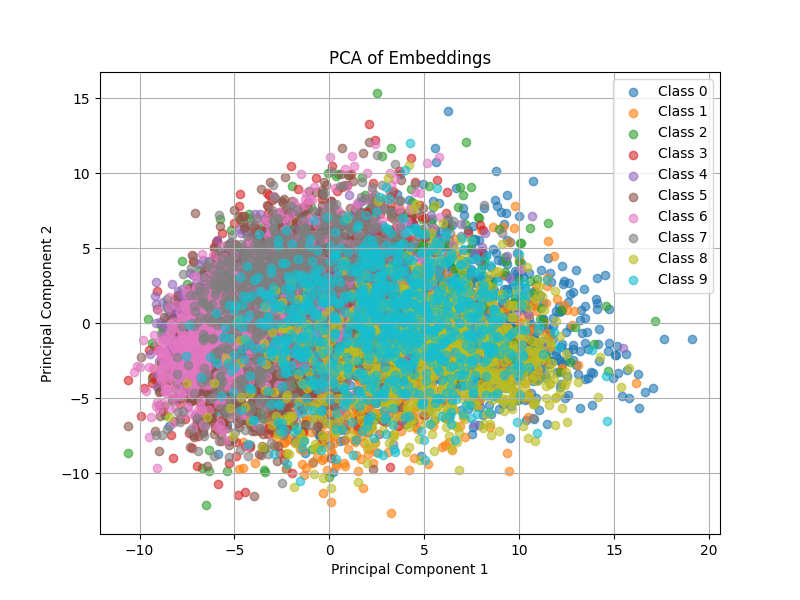 PCA of Embeddings
Class 0
Class 1
Class 2
Class 3
Class 4
Class 5
Class 6
Class 7
Class 8
Class 9
15
10
5
0
−5
−10
Principal Component 2
−10
−5
0
5
10
15
20
Principal Component 1